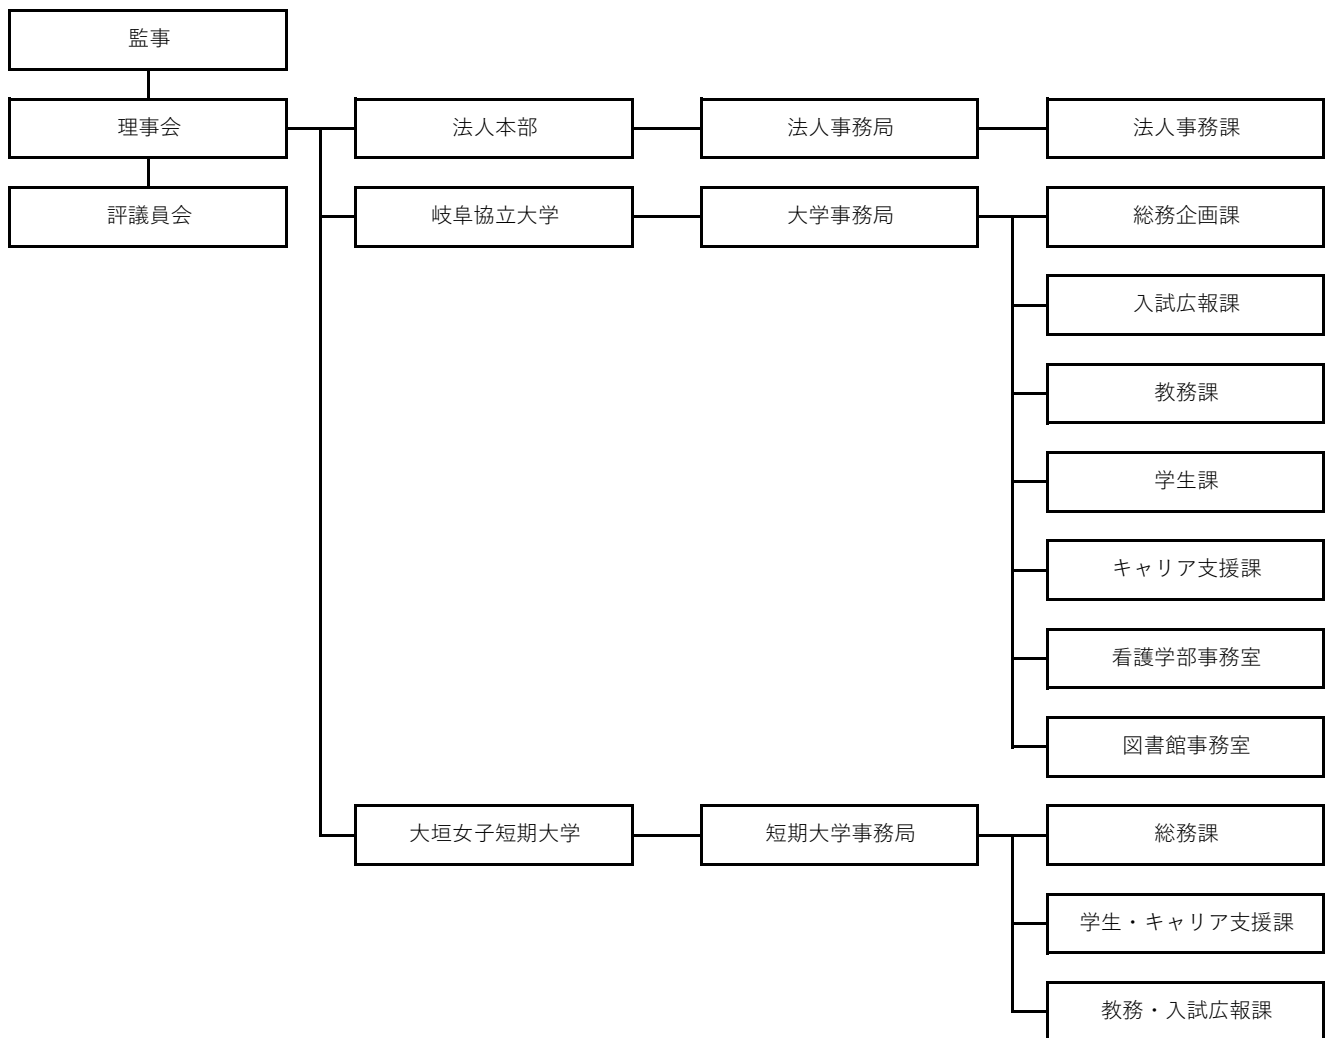 監事
理事会
法人本部
法人事務局
法人事務課
評議員会
岐阜協立大学
大学事務局
総務企画課
入試広報課
教務課
学生課
キャリア支援課
看護学部事務室
図書館事務室
大垣女子短期大学
短期大学事務局
総務課
学生・キャリア支援課
教務・入試広報課